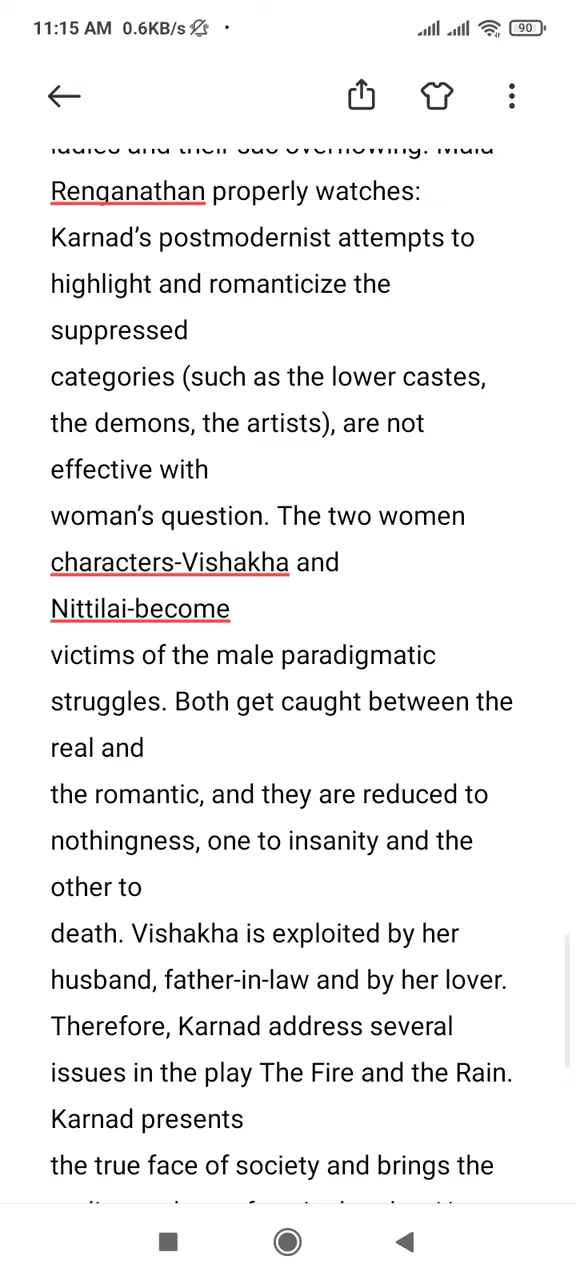 11:15 AM 0.6KB/s
90
Renganathan properly watches:
Karnad’s postmodernist attempts to
highlight and romanticize the
suppressed
categories (such as the lower castes,
the demons, the artists), are not
effective with
woman’s question. The two women
characters-Vishakha and
Nittilai-become
victims of the male paradigmatic
struggles. Both get caught between the
real and
the romantic, and they are reduced to
nothingness, one to insanity and the
other to
death. Vishakha is exploited by her
husband, father-in-law and by her lover.
Therefore, Karnad address several
issues in the play The Fire and the Rain.
Karnad presents
the true face of society and brings the